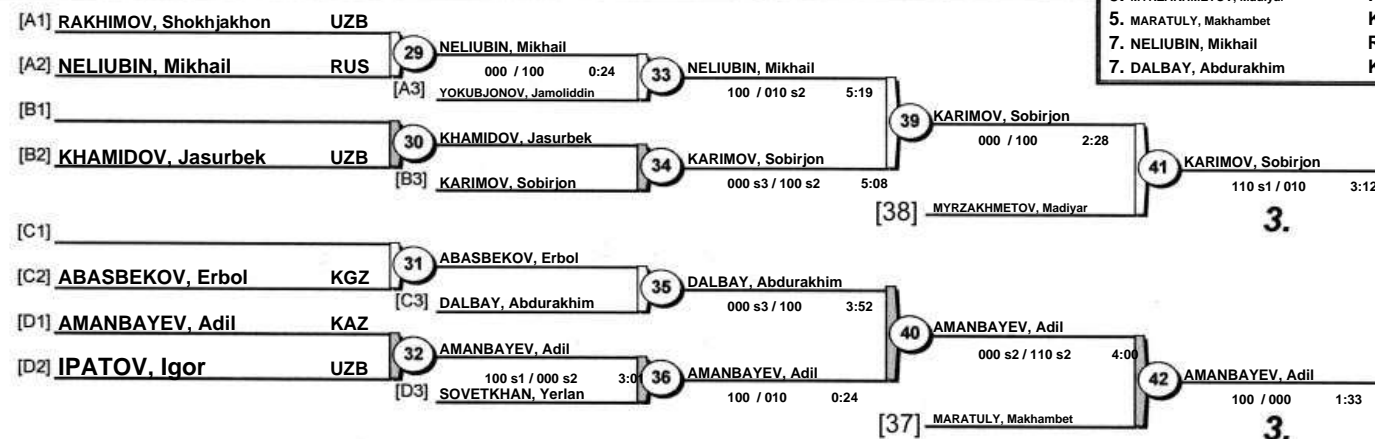 5. MARATULY, Makhambet K
7. NELIUBIN, Mikhail
7. DALBAY, Abdurakhim K
[A1] RAKHIMOV, Shokhjakhon UZB
29 NELIUBIN, Mikhail
000 / 100 0:24
[A2] NELIUBIN, Mikhail RUS
[A3] YOKUBJONOV, Jamoliddin
33 NELIUBIN, Mikhail
100 / 010 s2 5:19
[B1]
30 KHAMIDOV, Jasurbek
[B2] KHAMIDOV, Jasurbek UZB
[B3] KARIMOV, Sobirjon
34 KARIMOV, Sobirjon
000 s3 / 100 s2 5:08
39 KARIMOV, Sobirjon
000 / 100 2:28
[38] MYRZAKHMETOV, Madiyar
41 KARIMOV, Sobirjon
110 s1 / 010 3:12
3.
[C1]
31 ABASBEKOV, Erbol
[C2] ABASBEKOV, Erbol KGZ
[C3] DALBAY, Abdurakhim
35 DALBAY, Abdurakhim
000 s3 / 100 3:52
[D1] AMANBAYEV, Adil KAZ
32 AMANBAYEV, Adil
100 s1 / 000 s2 3:01
[D2] IPATOV, Igor UZB
[D3] SOVETKHAN, Yerlan
36 AMANBAYEV, Adil
100 / 010 0:24
40 AMANBAYEV, Adil
000 s2 / 110 s2 4:00
[37] MARATULY, Makhambet
42 AMANBAYEV, Adil
100 / 000 1:33
3.